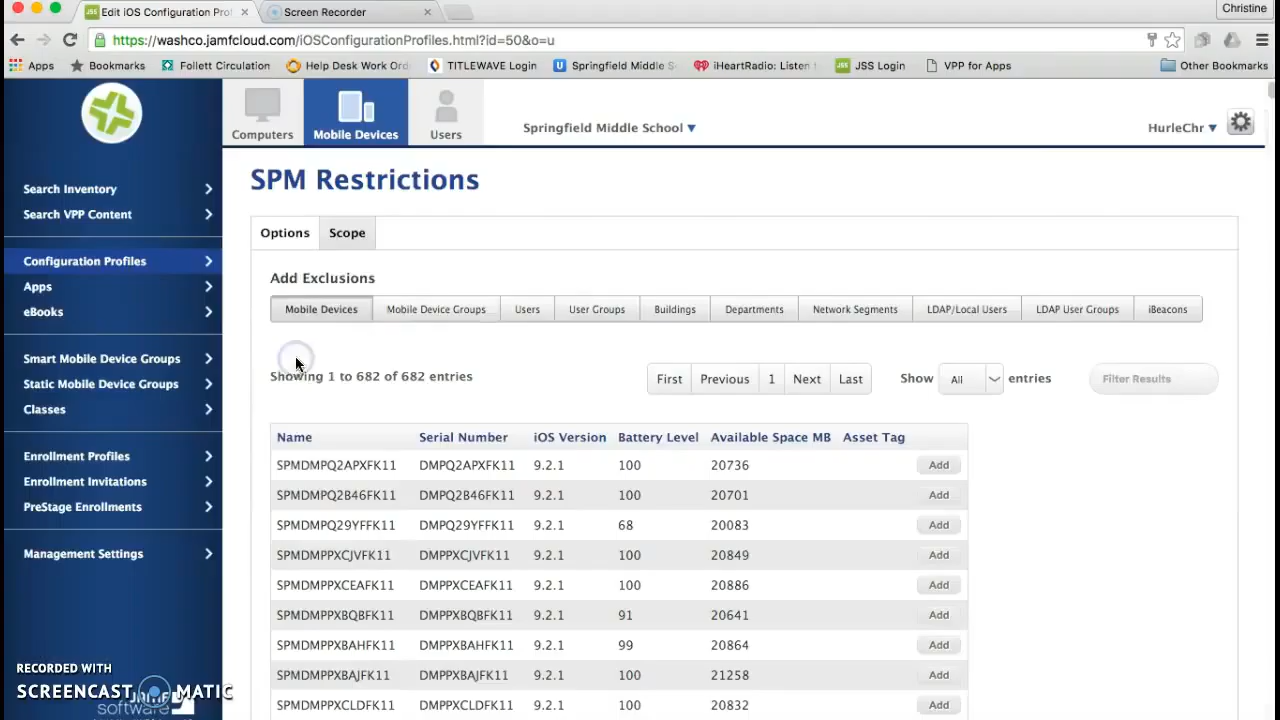 Edit iOS Configuration Prof
Screen Recorder
Christine
https://washco.jamfcloud.com/iOSConfigurationProfiles.html?id=50&o=u
Apps Bookmarks Follett Circulation Help Desk Work Ord TITLEWAVE Login Springfield Middle S iHeartRadio: Listen JSS Login VPP for Apps Other Bookmarks
Computers Mobile Devices Users
Springfield Middle School
HurleChr
Search Inventory
Search VPP Content
Configuration Profiles
Apps
eBooks
Smart Mobile Device Groups
Static Mobile Device Groups
Classes
Enrollment Profiles
Enrollment Invitations
PreStage Enrollments
Management Settings
SPM Restrictions
Options Scope
Add Exclusions
Mobile Devices Mobile Device Groups Users User Groups Buildings Departments Network Segments LDAP/Local Users LDAP User Groups iBeacons
Showing 1 to 682 of 682 entries
First Previous 1 Next Last
Show All entries
Filter Results
Name Serial Number iOS Version Battery Level Available Space MB Asset Tag
SPMDMPQ2APXFK11 DMPQ2APXFK11 9.2.1 100 20736 Add
SPMDMPQ2B46FK11 DMPQ2B46FK11 9.2.1 100 20701 Add
SPMDMPQ29YFFK11 DMPQ29YFFK11 9.2.1 68 20083 Add
SPMDMPPXCJVFK11 DMPPXCJVFK11 9.2.1 100 20849 Add
SPMDMPPXCEAFK11 DMPPXCEAFK11 9.2.1 100 20886 Add
SPMDMPPXBQBFK11 DMPPXBQBFK11 9.2.1 91 20641 Add
SPMDMPPXBAHFK11 DMPPXBAHFK11 9.2.1 99 20864 Add
SPMDMPPXBAJFK11 DMPPXBAJFK11 9.2.1 100 21258 Add
SPMDMPPXCLDFK11 DMPPXCLDFK11 9.2.1 100 20832 Add
RECORDED WITH
SCREENCAST MATIC
software